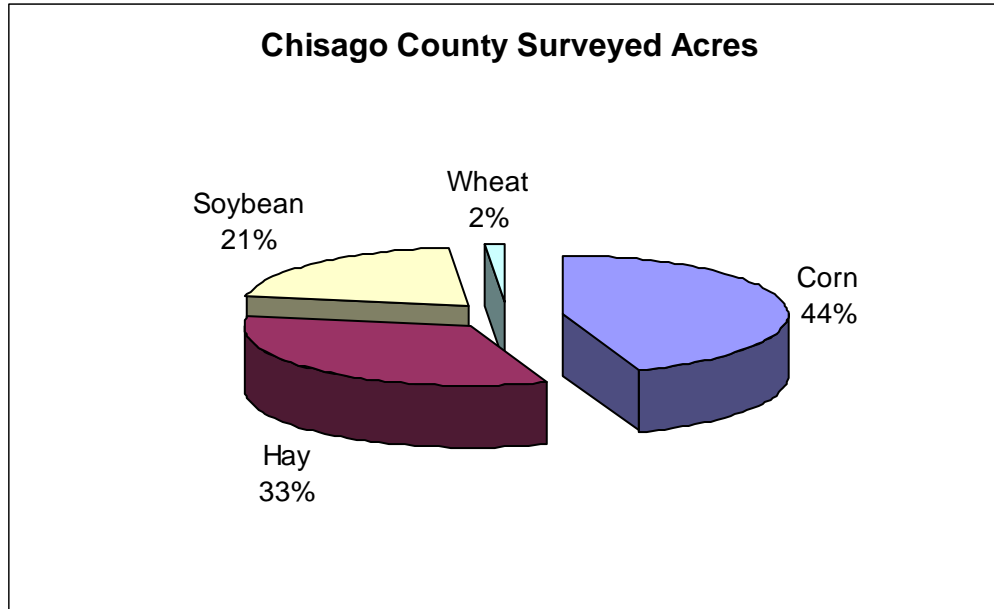 Chisago County Surveyed Acres
Wheat
2%
Soybean
21%
Corn
44%
Hay
33%